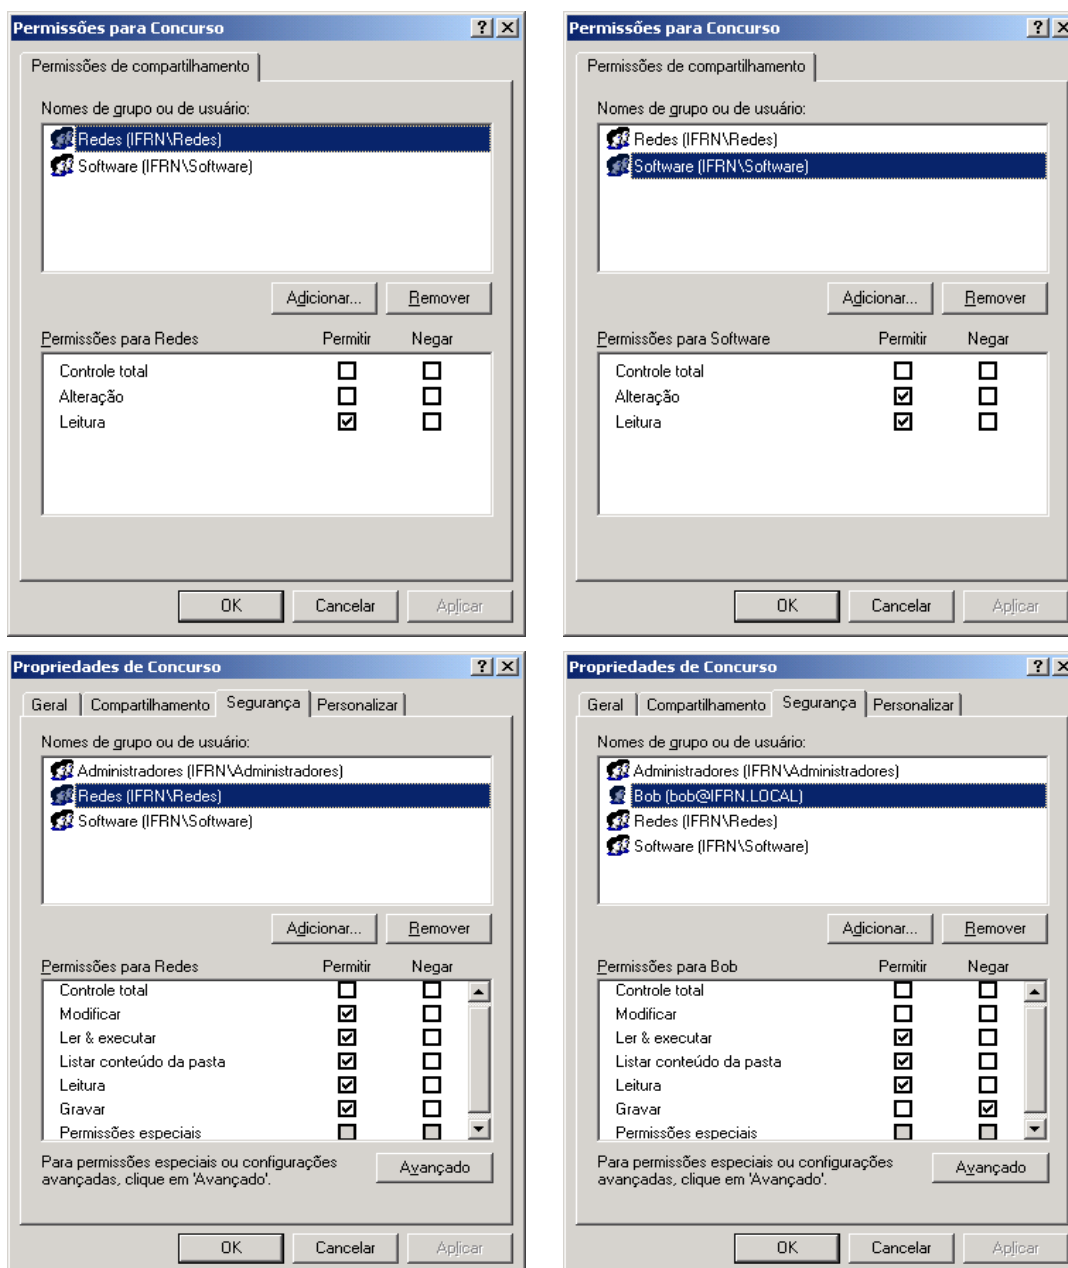 Permissões para Concurso
Permissões de compartilhamento
Nomes de grupo ou de usuário:
Redes (IFRN\Redes)
Software (IFRN\Software)
Adicionar... Remover
Permissões para Redes Permitir Negar
Controle total
Alteração
Leitura
OK Cancelar Aplicar
Permissões para Concurso
Permissões de compartilhamento
Nomes de grupo ou de usuário:
Redes (IFRN\Redes)
Software (IFRN\Software)
Adicionar... Remover
Permissões para Software Permitir Negar
Controle total
Alteração
Leitura
OK Cancelar Aplicar
Propriedades de Concurso
Geral Compartilhamento Segurança Personalizar
Nomes de grupo ou de usuário:
Administradores (IFRN\Administradores)
Redes (IFRN\Redes)
Software (IFRN\Software)
Adicionar... Remover
Permissões para Redes Permitir Negar
Controle total
Modificar
Ler & executar
Listar conteúdo da pasta
Leitura
Gravar
Permissões especiais
Para permissões especiais ou configurações
avançadas, clique em 'Avançado'.
Avançado
OK Cancelar Aplicar
Propriedades de Concurso
Geral Compartilhamento Segurança Personalizar
Nomes de grupo ou de usuário:
Administradores (IFRN\Administradores)
Bob (bob@IFRN.LOCAL)
Redes (IFRN\Redes)
Software (IFRN\Software)
Adicionar... Remover
Permissões para Bob Permitir Negar
Controle total
Modificar
Ler & executar
Listar conteúdo da pasta
Leitura
Gravar
Permissões especiais
Para permissões especiais ou configurações
avançadas, clique em 'Avançado'.
Avançado
OK Cancelar Aplicar